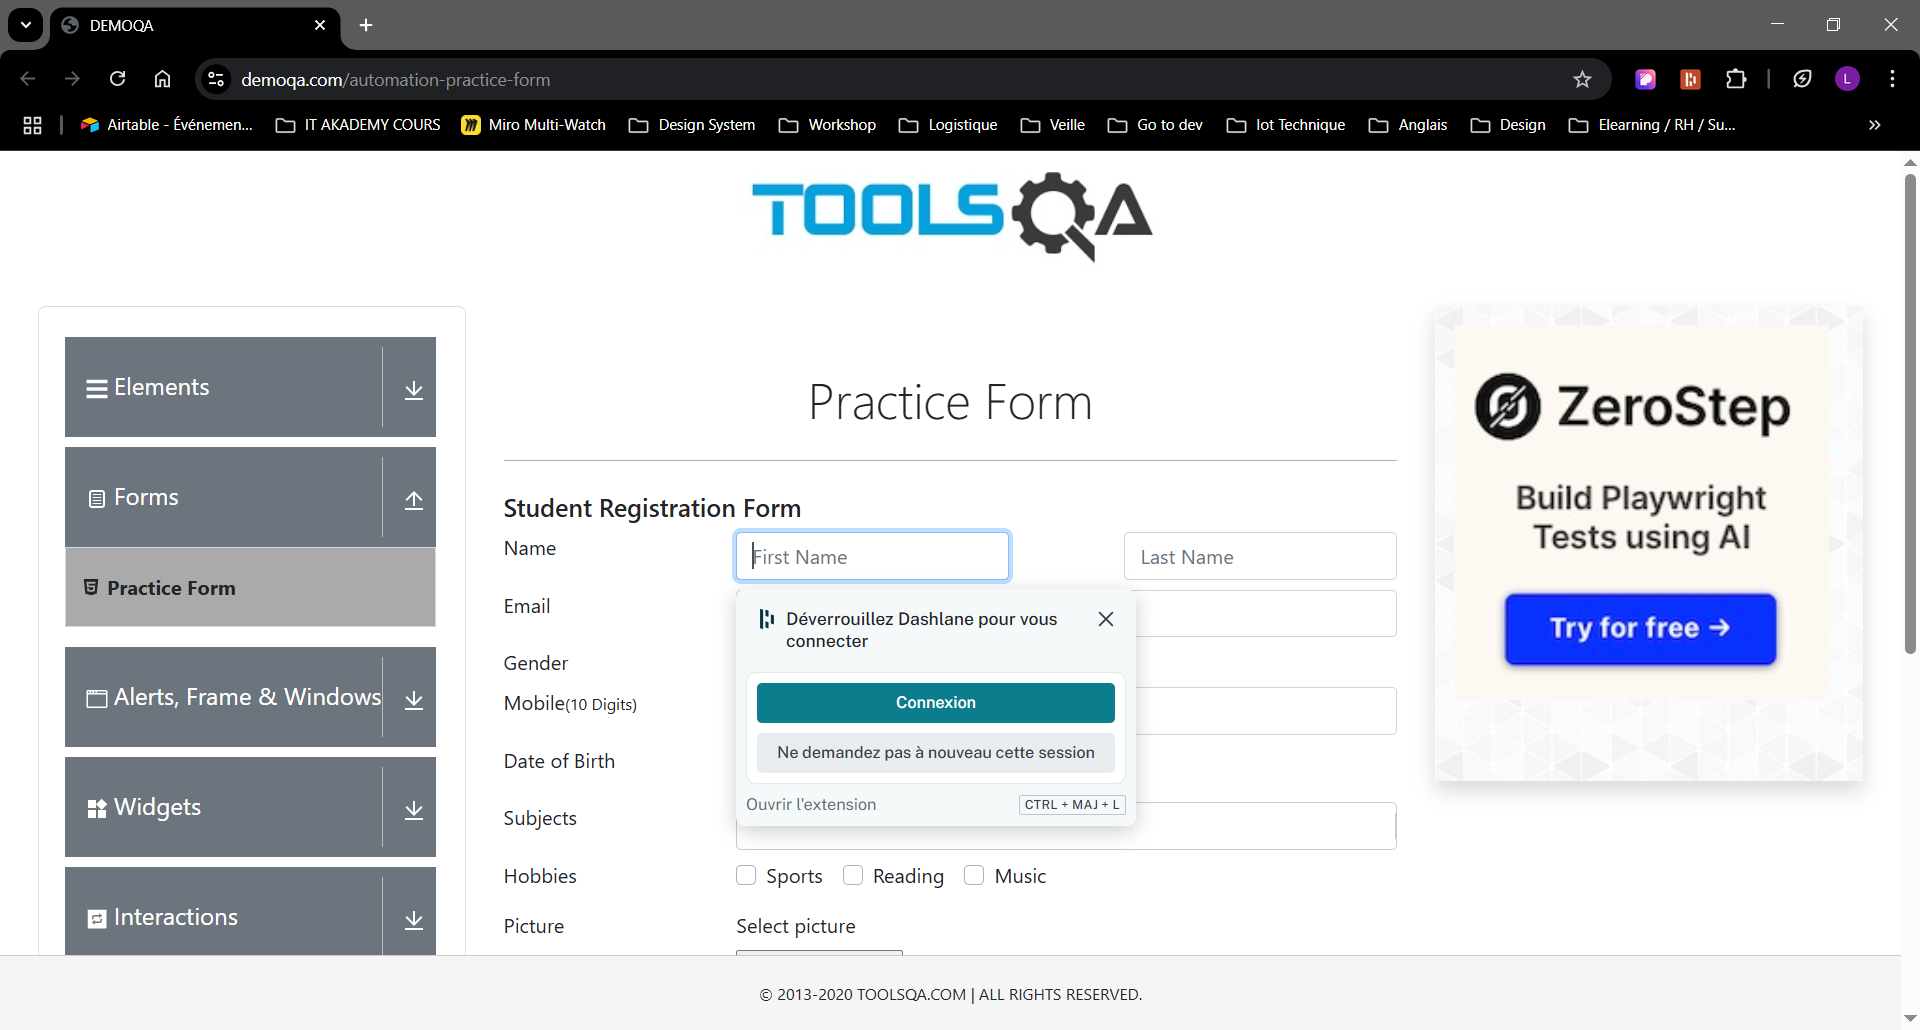 DEMOQA
demoqa.com/automation-practice-form
L
Airtable - Événemen...
IT AKADEMY COURS
Miro Multi-Watch
Design System
Workshop
Logistique
Veille
Go to dev
Iot Technique
Anglais
Design
Elearning / RH / Su...
TOOLSQA
Elements
Forms
Practice Form
Alerts, Frame & Windows
Widgets
Interactions
Practice Form
Student Registration Form
Name
First Name
Last Name
Email
Gender
Mobile(10 Digits)
Date of Birth
Subjects
Déverrouillez Dashlane pour vous
connecter
Connexion
Ne demandez pas à nouveau cette session
Ouvrir l'extension
CTRL + MAJ + L
Hobbies
Sports
Reading
Music
Picture
Select picture
ZeroStep
Build Playwright
Tests using AI
Try for free →
© 2013-2020 TOOLSQA.COM | ALL RIGHTS RESERVED.